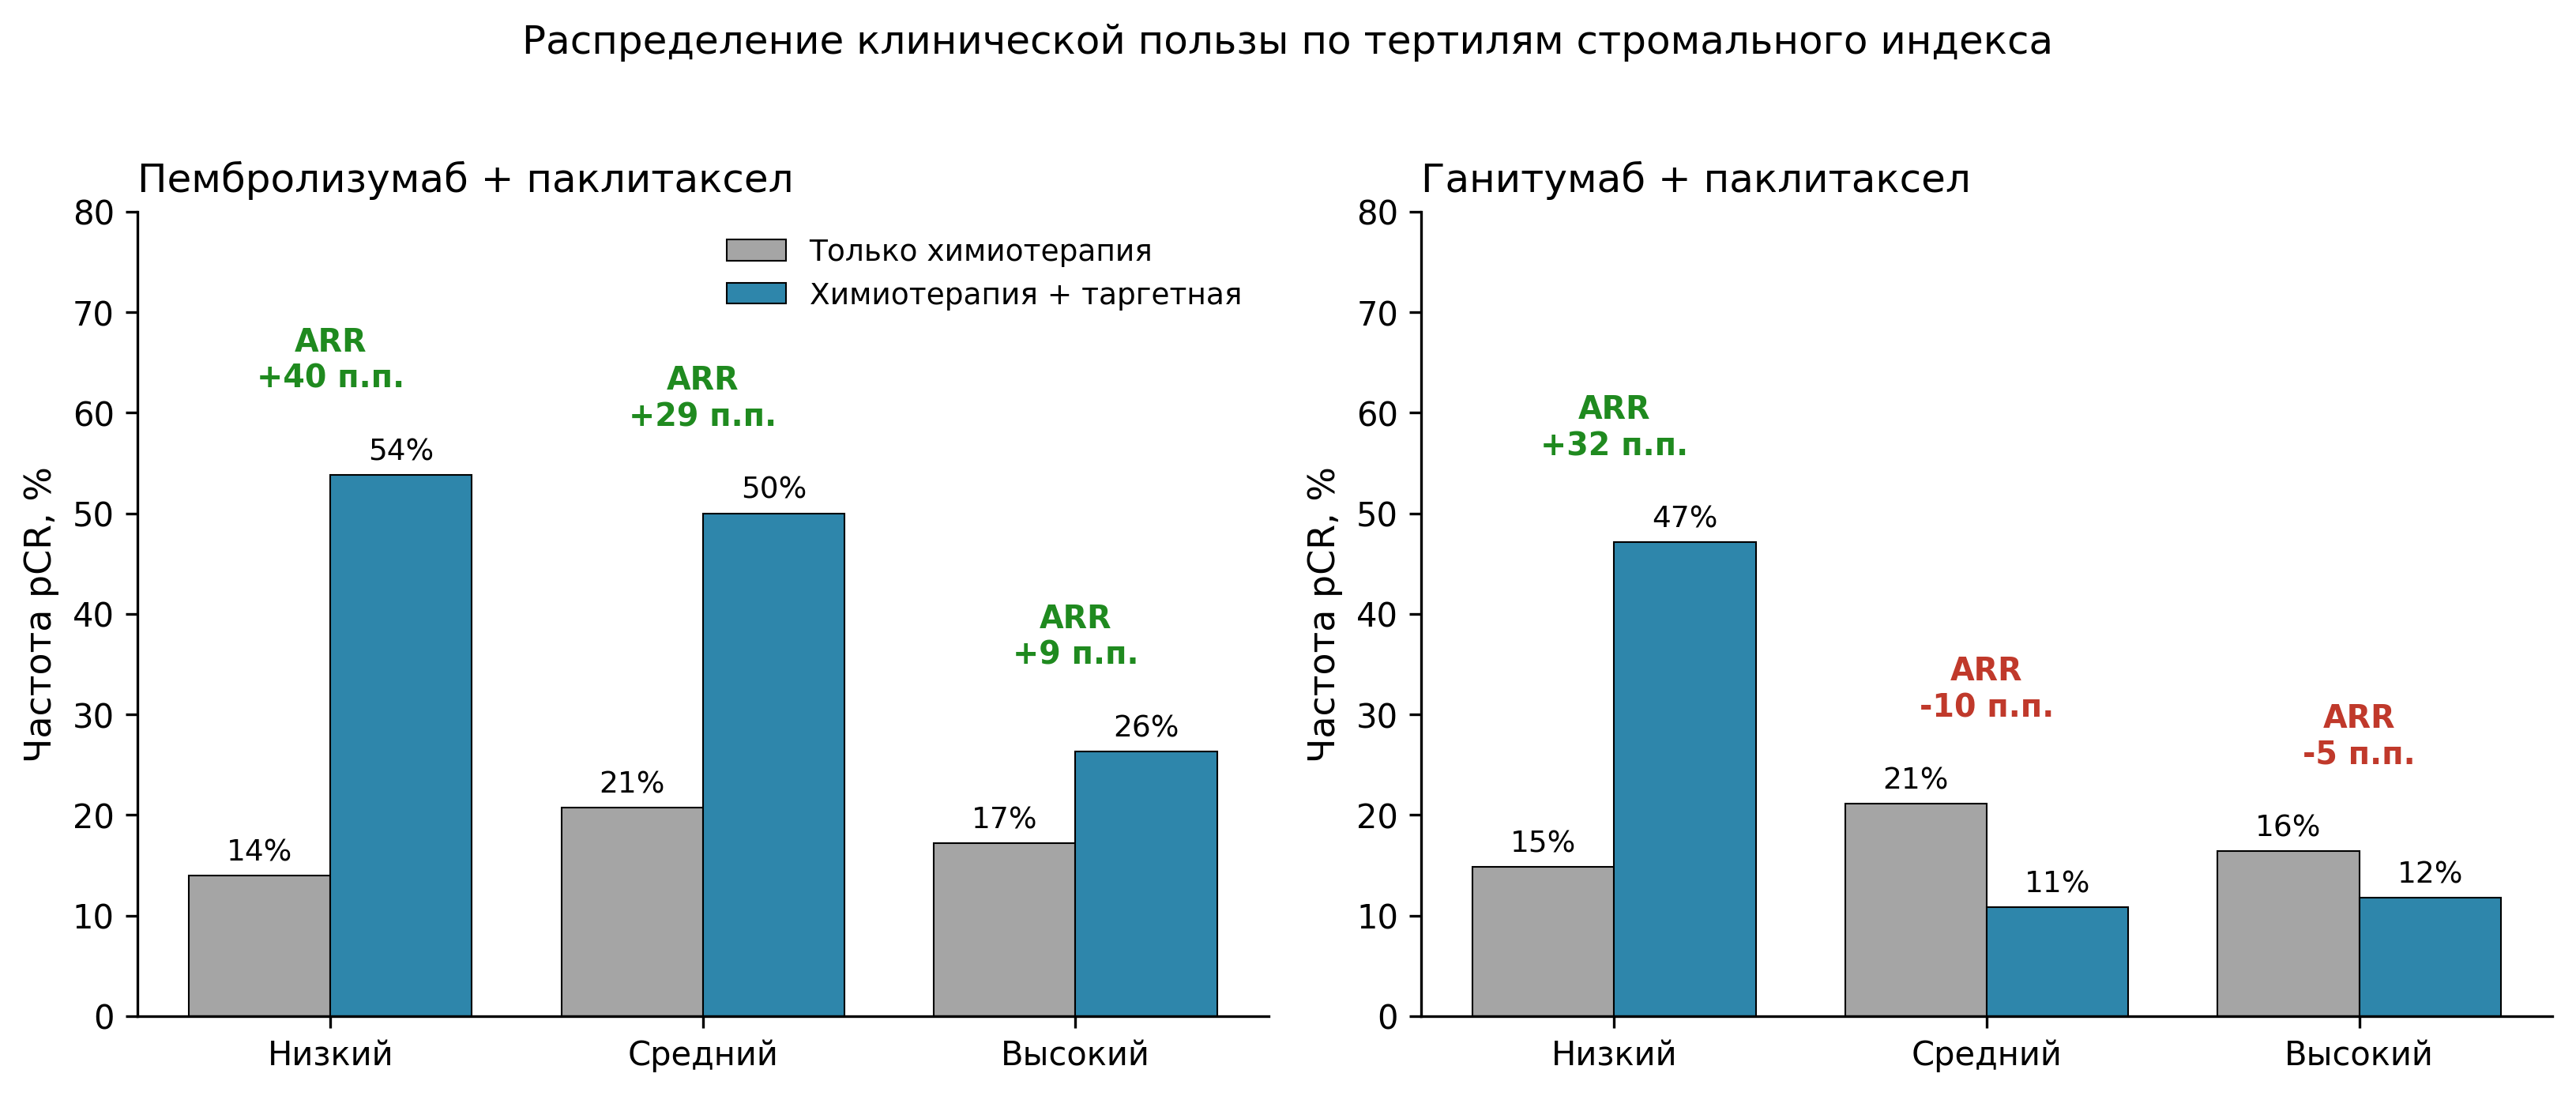 Распределение клинической пользы по тертилям стромального индекса
Пембролизумаб + паклитаксел
Частота pCR, %
80
70
60
50
40
30
20
10
0
Только химиотерапия
Химиотерапия + таргетная
ARR
+40 п.п.
ARR
+29 п.п.
ARR
+9 п.п.
14%
54%
21%
50%
17%
26%
Низкий
Средний
Высокий
Ганитумаб + паклитаксел
Частота pCR, %
80
70
60
50
40
30
20
10
0
ARR
+32 п.п.
ARR
-10 п.п.
ARR
-5 п.п.
15%
47%
21%
11%
16%
12%
Низкий
Средний
Высокий